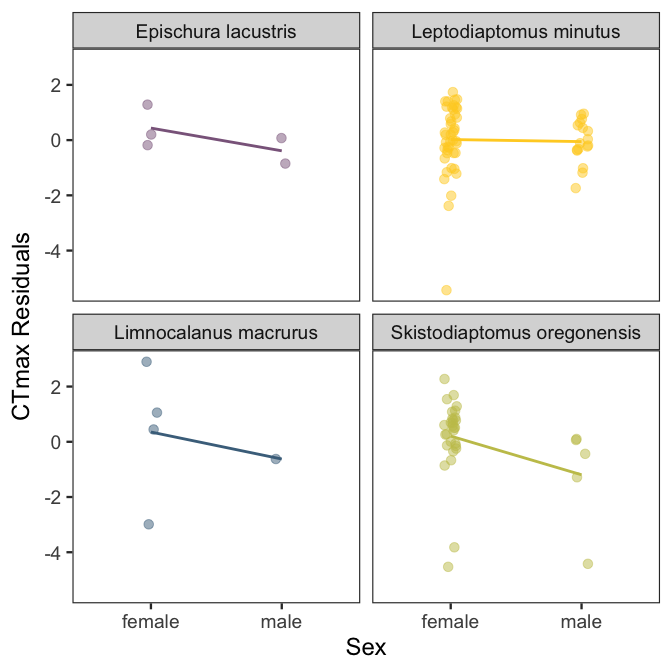 Epischura lacustris
Leptodiaptomus minutus
2
0
-2
-4
Limnocalanus macrurus
Skistodiaptomus oregonensis
2
0
-2
-4
CTmax Residuals
female
male
female
male
Sex